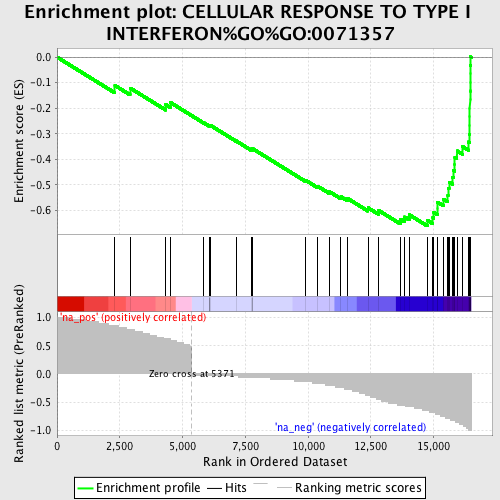 Enrichment plot: CELLULAR RESPONSE TO TYPE I
INTERFERON%GO%GO:0071357
Enrichment score (ES)
0.0
-0.1
-0.2
-0.3
-0.4
-0.5
-0.6
'na_pos' (positively correlated)
Ranked list metric (PreRanked)
1.0
0.5
0.0
-0.5
-1.0
Zero cross at 5371
'na_neg' (negatively correlated)
0
2,500
5,000
7,500
10,000
12,500
15,000
Rank in Ordered Dataset
Enrichment profile
Hits
Ranking metric scores